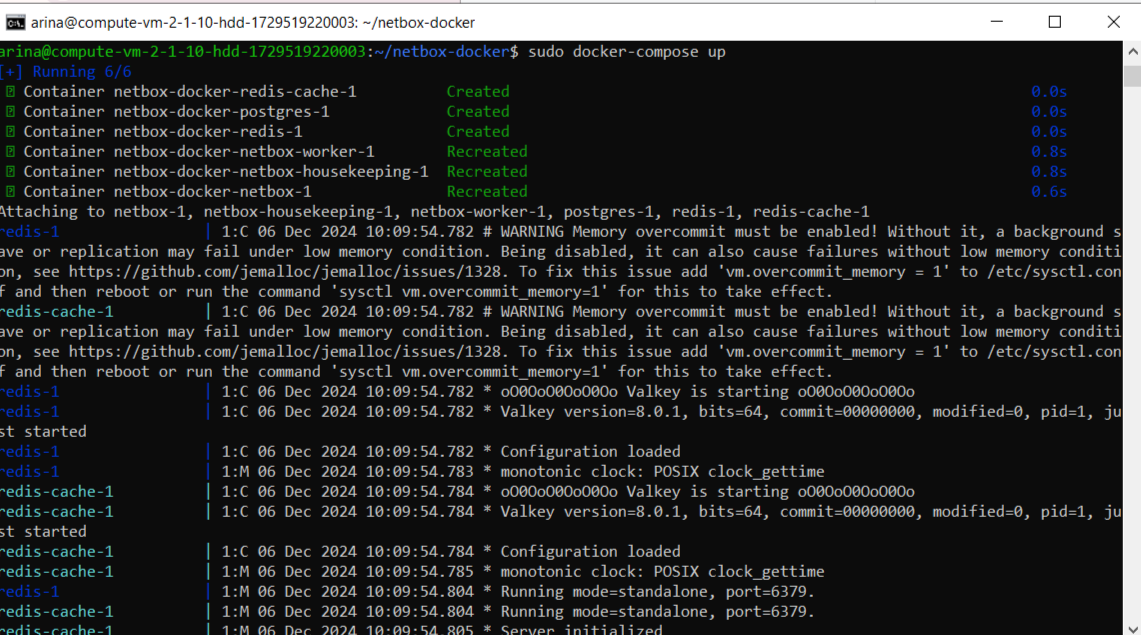 arina@compute-vm-2-1-10-hdd-1729519220003: ~/netbox-docker
arina@compute-vm-2-1-10-hdd-1729519220003:~/netbox-docker$ sudo docker-compose up
[+] Running 6/6
Container netbox-docker-redis-cache-1 Created 0.0s
Container netbox-docker-postgres-1 Created 0.0s
Container netbox-docker-redis-1 Created 0.0s
Container netbox-docker-netbox-worker-1 Recreated 0.8s
Container netbox-docker-netbox-housekeeping-1 Recreated 0.8s
Container netbox-docker-netbox-1 Recreated 0.6s
Attaching to netbox-1, netbox-housekeeping-1, netbox-worker-1, postgres-1, redis-1, redis-cache-1
redis-1 | 1:C 06 Dec 2024 10:09:54.782 # WARNING Memory overcommit must be enabled! Without it, a background s
ave or replication may fail under low memory condition. Being disabled, it can also cause failures without low memory conditi
on, see https://github.com/jemalloc/jemalloc/issues/1328. To fix this issue add 'vm.overcommit_memory = 1' to /etc/sysctl.con
f and then reboot or run the command 'sysctl vm.overcommit_memory=1' for this to take effect.
redis-cache-1 | 1:C 06 Dec 2024 10:09:54.782 # WARNING Memory overcommit must be enabled! Without it, a background s
ave or replication may fail under low memory condition. Being disabled, it can also cause failures without low memory conditi
on, see https://github.com/jemalloc/jemalloc/issues/1328. To fix this issue add 'vm.overcommit_memory = 1' to /etc/sysctl.con
f and then reboot or run the command 'sysctl vm.overcommit_memory=1' for this to take effect.
redis-1 | 1:C 06 Dec 2024 10:09:54.782 * oO0OoO0OoO0Oo Valkey is starting oO0OoO0OoO0Oo
redis-1 | 1:C 06 Dec 2024 10:09:54.782 * Valkey version=8.0.1, bits=64, commit=00000000, modified=0, pid=1, ju
st started
redis-1 | 1:C 06 Dec 2024 10:09:54.782 * Configuration loaded
redis-1 | 1:M 06 Dec 2024 10:09:54.783 * monotonic clock: POSIX clock_gettime
redis-cache-1 | 1:C 06 Dec 2024 10:09:54.784 * oO0OoO0OoO0Oo Valkey is starting oO0OoO0OoO0Oo
redis-cache-1 | 1:C 06 Dec 2024 10:09:54.784 * Valkey version=8.0.1, bits=64, commit=00000000, modified=0, pid=1, ju
st started
redis-cache-1 | 1:C 06 Dec 2024 10:09:54.784 * Configuration loaded
redis-cache-1 | 1:M 06 Dec 2024 10:09:54.785 * monotonic clock: POSIX clock_gettime
redis-1 | 1:M 06 Dec 2024 10:09:54.804 * Running mode=standalone, port=6379.
redis-cache-1 | 1:M 06 Dec 2024 10:09:54.804 * Running mode=standalone, port=6379.
redis-cache-1 | 1:M 06 Dec 2024 10:09:54.805 * Server initialized